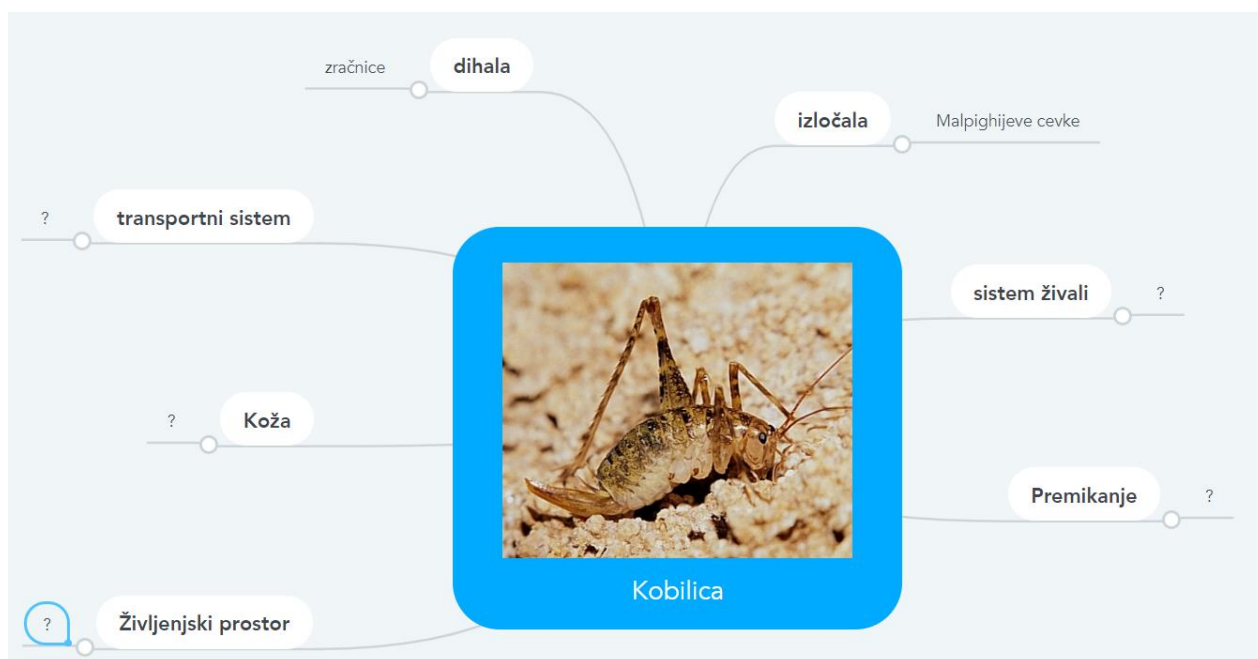 zračnice
dihala
izločala
Malpighijeve cevke
?
transportni sistem
sistem živali
?
?
Koža
Premikanje
?
Kobilica
?
Življenjski prostor